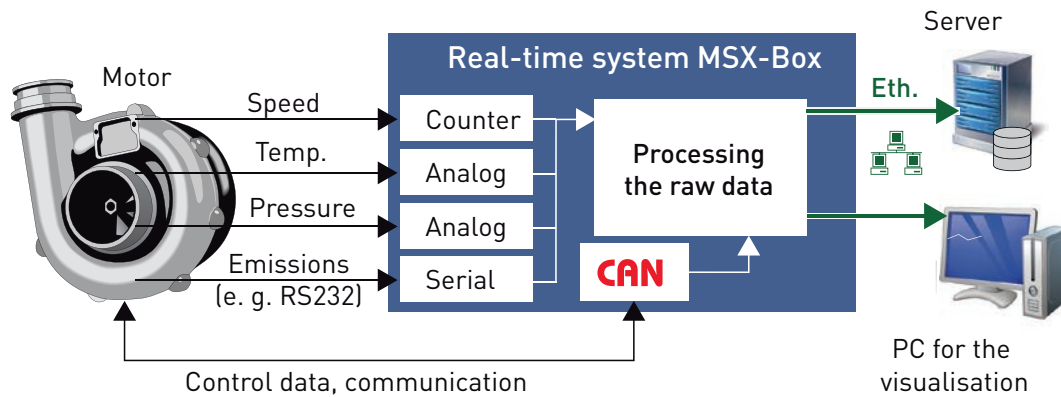 Server
Real-time system MSX-Box
Motor
Eth.
Speed
Counter
Temp.
Analog
Processing
the raw data
Pressure
Analog
Emissions
(e. g. RS232)
Serial
CAN
PC for the
visualisation
Control data, communication